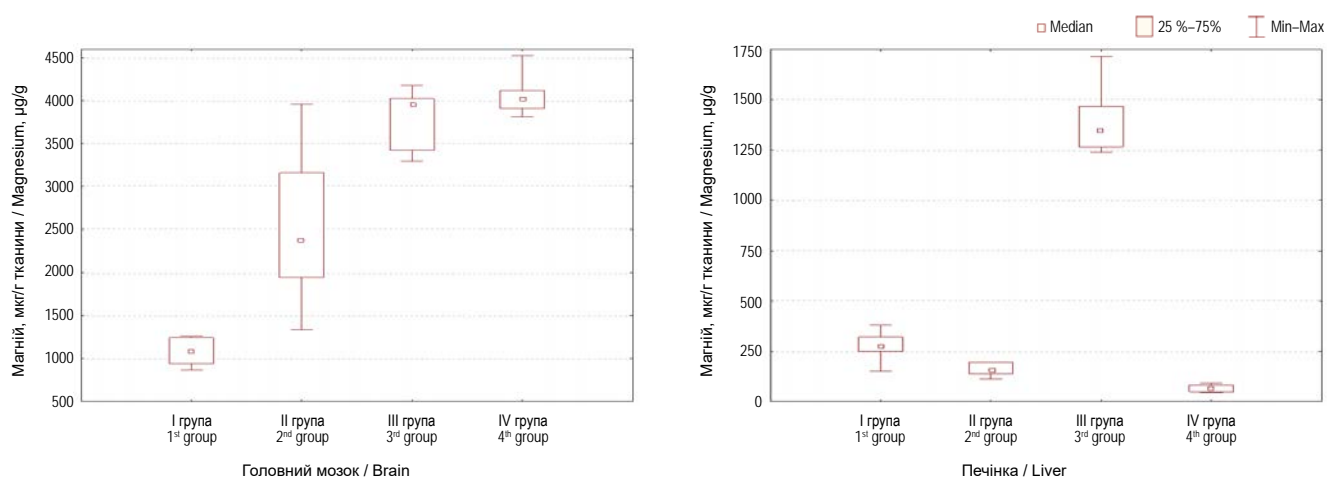 Median 25 %–75% Min–Max
Магній, мкг/г тканини / Magnesium, µg/g
4500
4000
3500
3000
2500
2000
1500
1000
500
I група
1st group
II група
2nd group
III група
3rd group
IV група
4th group
Головний мозок / Brain
Магній, мкг/г тканини / Magnesium, µg/g
1750
1500
1250
1000
750
500
250
0
I група
1st group
II група
2nd group
III група
3rd group
IV група
4th group
Печінка / Liver